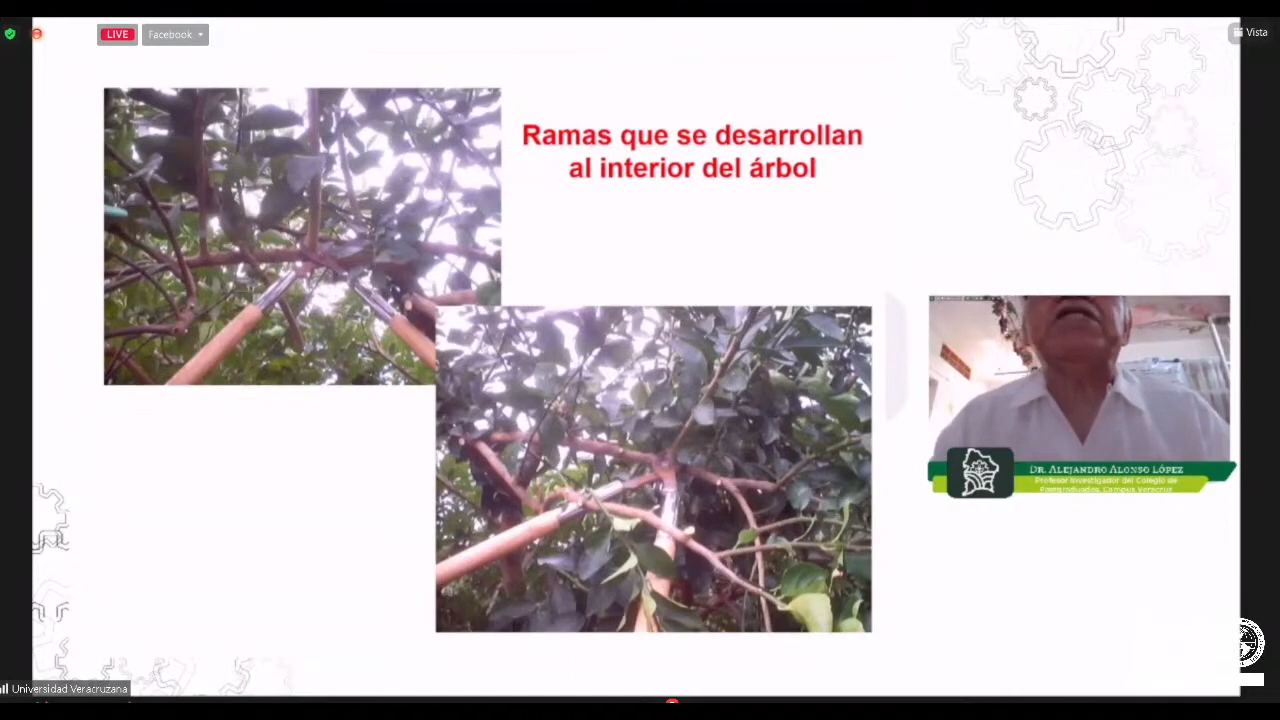 LIVE
Facebook
Vista
Ramas que se desarrollan
al interior del árbol
Dr. Alejandro Alonso López
Profesor Investigador del Colegio de
Postgraduados, Campus Veracruz
Universidad Veracruzana